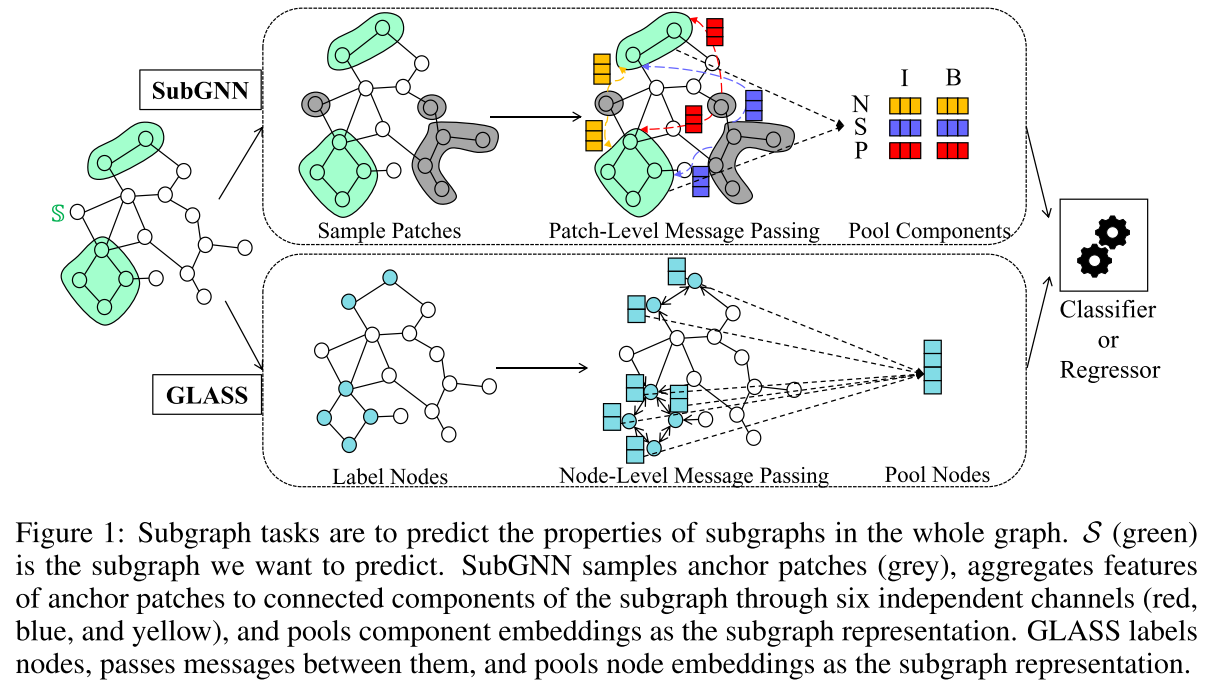 SubGNN
𝕊
I B
N
S
P
Sample Patches
Patch-Level Message Passing
Pool Components
Classifier
or
Regressor
GLASS
Label Nodes
Node-Level Message Passing
Pool Nodes
Figure 1: Subgraph tasks are to predict the properties of subgraphs in the whole graph. 𝒮 (green)
is the subgraph we want to predict. SubGNN samples anchor patches (grey), aggregates features
of anchor patches to connected components of the subgraph through six independent channels (red,
blue, and yellow), and pools component embeddings as the subgraph representation. GLASS labels
nodes, passes messages between them, and pools node embeddings as the subgraph representation.